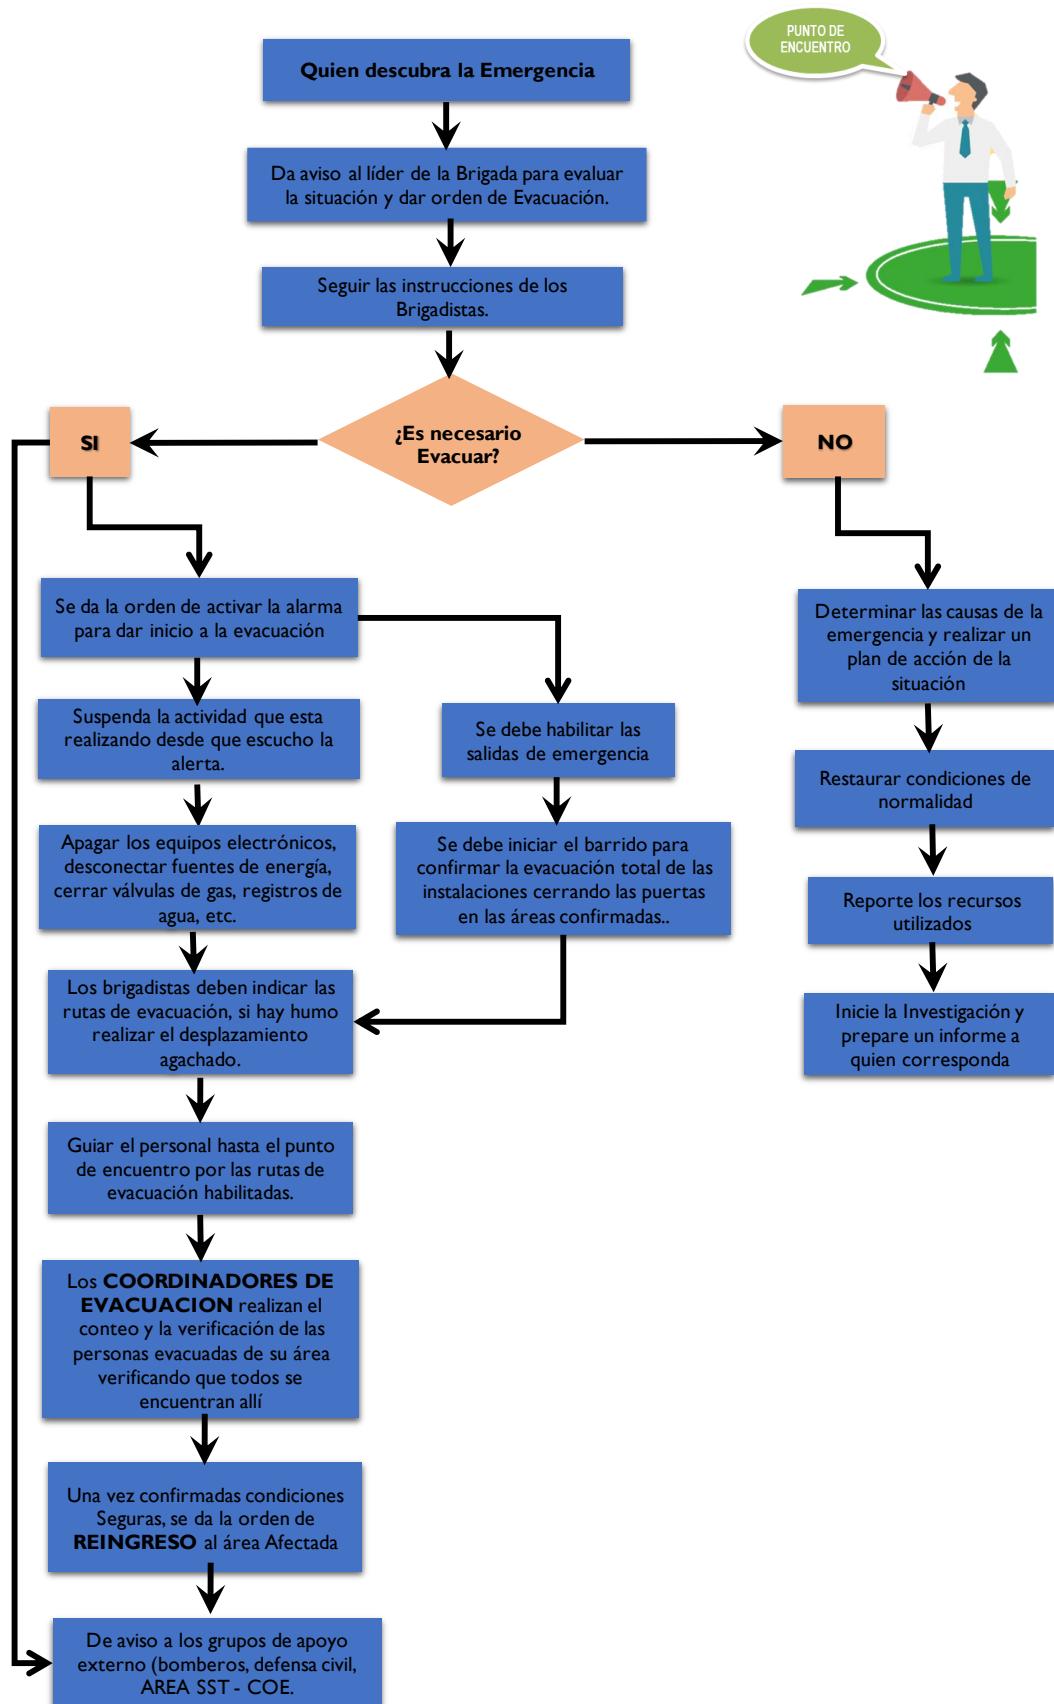 PUNTO DE
ENCUENTRO
Quien descubra la Emergencia
Da aviso al líder de la Brigada para evaluar
la situación y dar orden de Evacuación.
Seguir las instrucciones de los
Brigadistas.
¿Es necesario
Evacuar?
SI
NO
Se da la orden de activar la alarma
para dar inicio a la evacuación
Suspenda la actividad que esta
realizando desde que escucho la
alerta.
Apagar los equipos electrónicos,
desconectar fuentes de energía,
cerrar válvulas de gas, registros de
agua, etc.
Se debe habilitar las
salidas de emergencia
Se debe iniciar el barrido para
confirmar la evacuación total de las
instalaciones cerrando las puertas
en las áreas confirmadas..
Los brigadistas deben indicar las
rutas de evacuación, si hay humo
realizar el desplazamiento
agachado.
Guiar el personal hasta el punto
de encuentro por las rutas de
evacuación habilitadas.
Los COORDINADORES DE
EVACUACION realizan el
conteo y la verificación de las
personas evacuadas de su área
verificando que todos se
encuentran allí
Una vez confirmadas condiciones
Seguras, se da la orden de
REINGRESO al área Afectada
De aviso a los grupos de apoyo
externo (bomberos, defensa civil,
AREA SST - COE.
Determinar las causas de la
emergencia y realizar un
plan de acción de la
situación
Restaurar condiciones de
normalidad
Reporte los recursos
utilizados
Inicie la Investigación y
prepare un informe a
quien corresponda